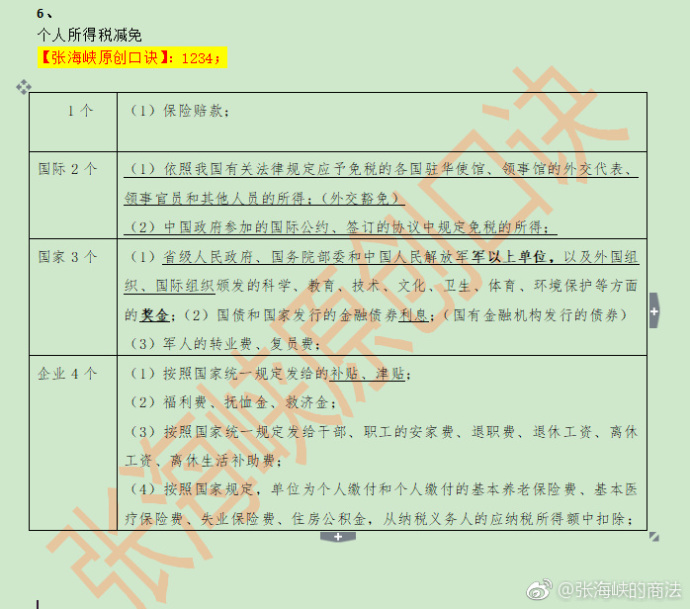 6、
个人所得税减免
【张海峡原创口诀】：1234；
1 个
（1）保险赔款；
国际 2 个
（1）依照我国有关法律规定应予免税的各国驻华使馆、领事馆的外交代表、
领事官员和其他人员的所得；（外交豁免）
（2）中国政府参加的国际公约、签订的协议中规定免税的所得；
国家 3 个
（1）省级人民政府、国务院部委和中国人民解放军军以上单位，以及外国组
织、国际组织颁发的科学、教育、技术、文化、卫生、体育、环境保护等方面
的奖金；（2）国债和国家发行的金融债券利息；（国有金融机构发行的债券）
（3）军人的转业费、复员费；
企业 4 个
（1）按照国家统一规定发给的补贴、津贴；
（2）福利费、抚恤金、救济金；
（3）按照国家统一规定发给干部、职工的安家费、退职费、退休工资、离休
工资、离休生活补助费；
（4）按照国家规定，单位为个人缴付和个人缴付的基本养老保险费、基本医
疗保险费、失业保险费、住房公积金，从纳税义务人的应纳税所得额中扣除；
张海峡原创口诀
@张海峡的商法